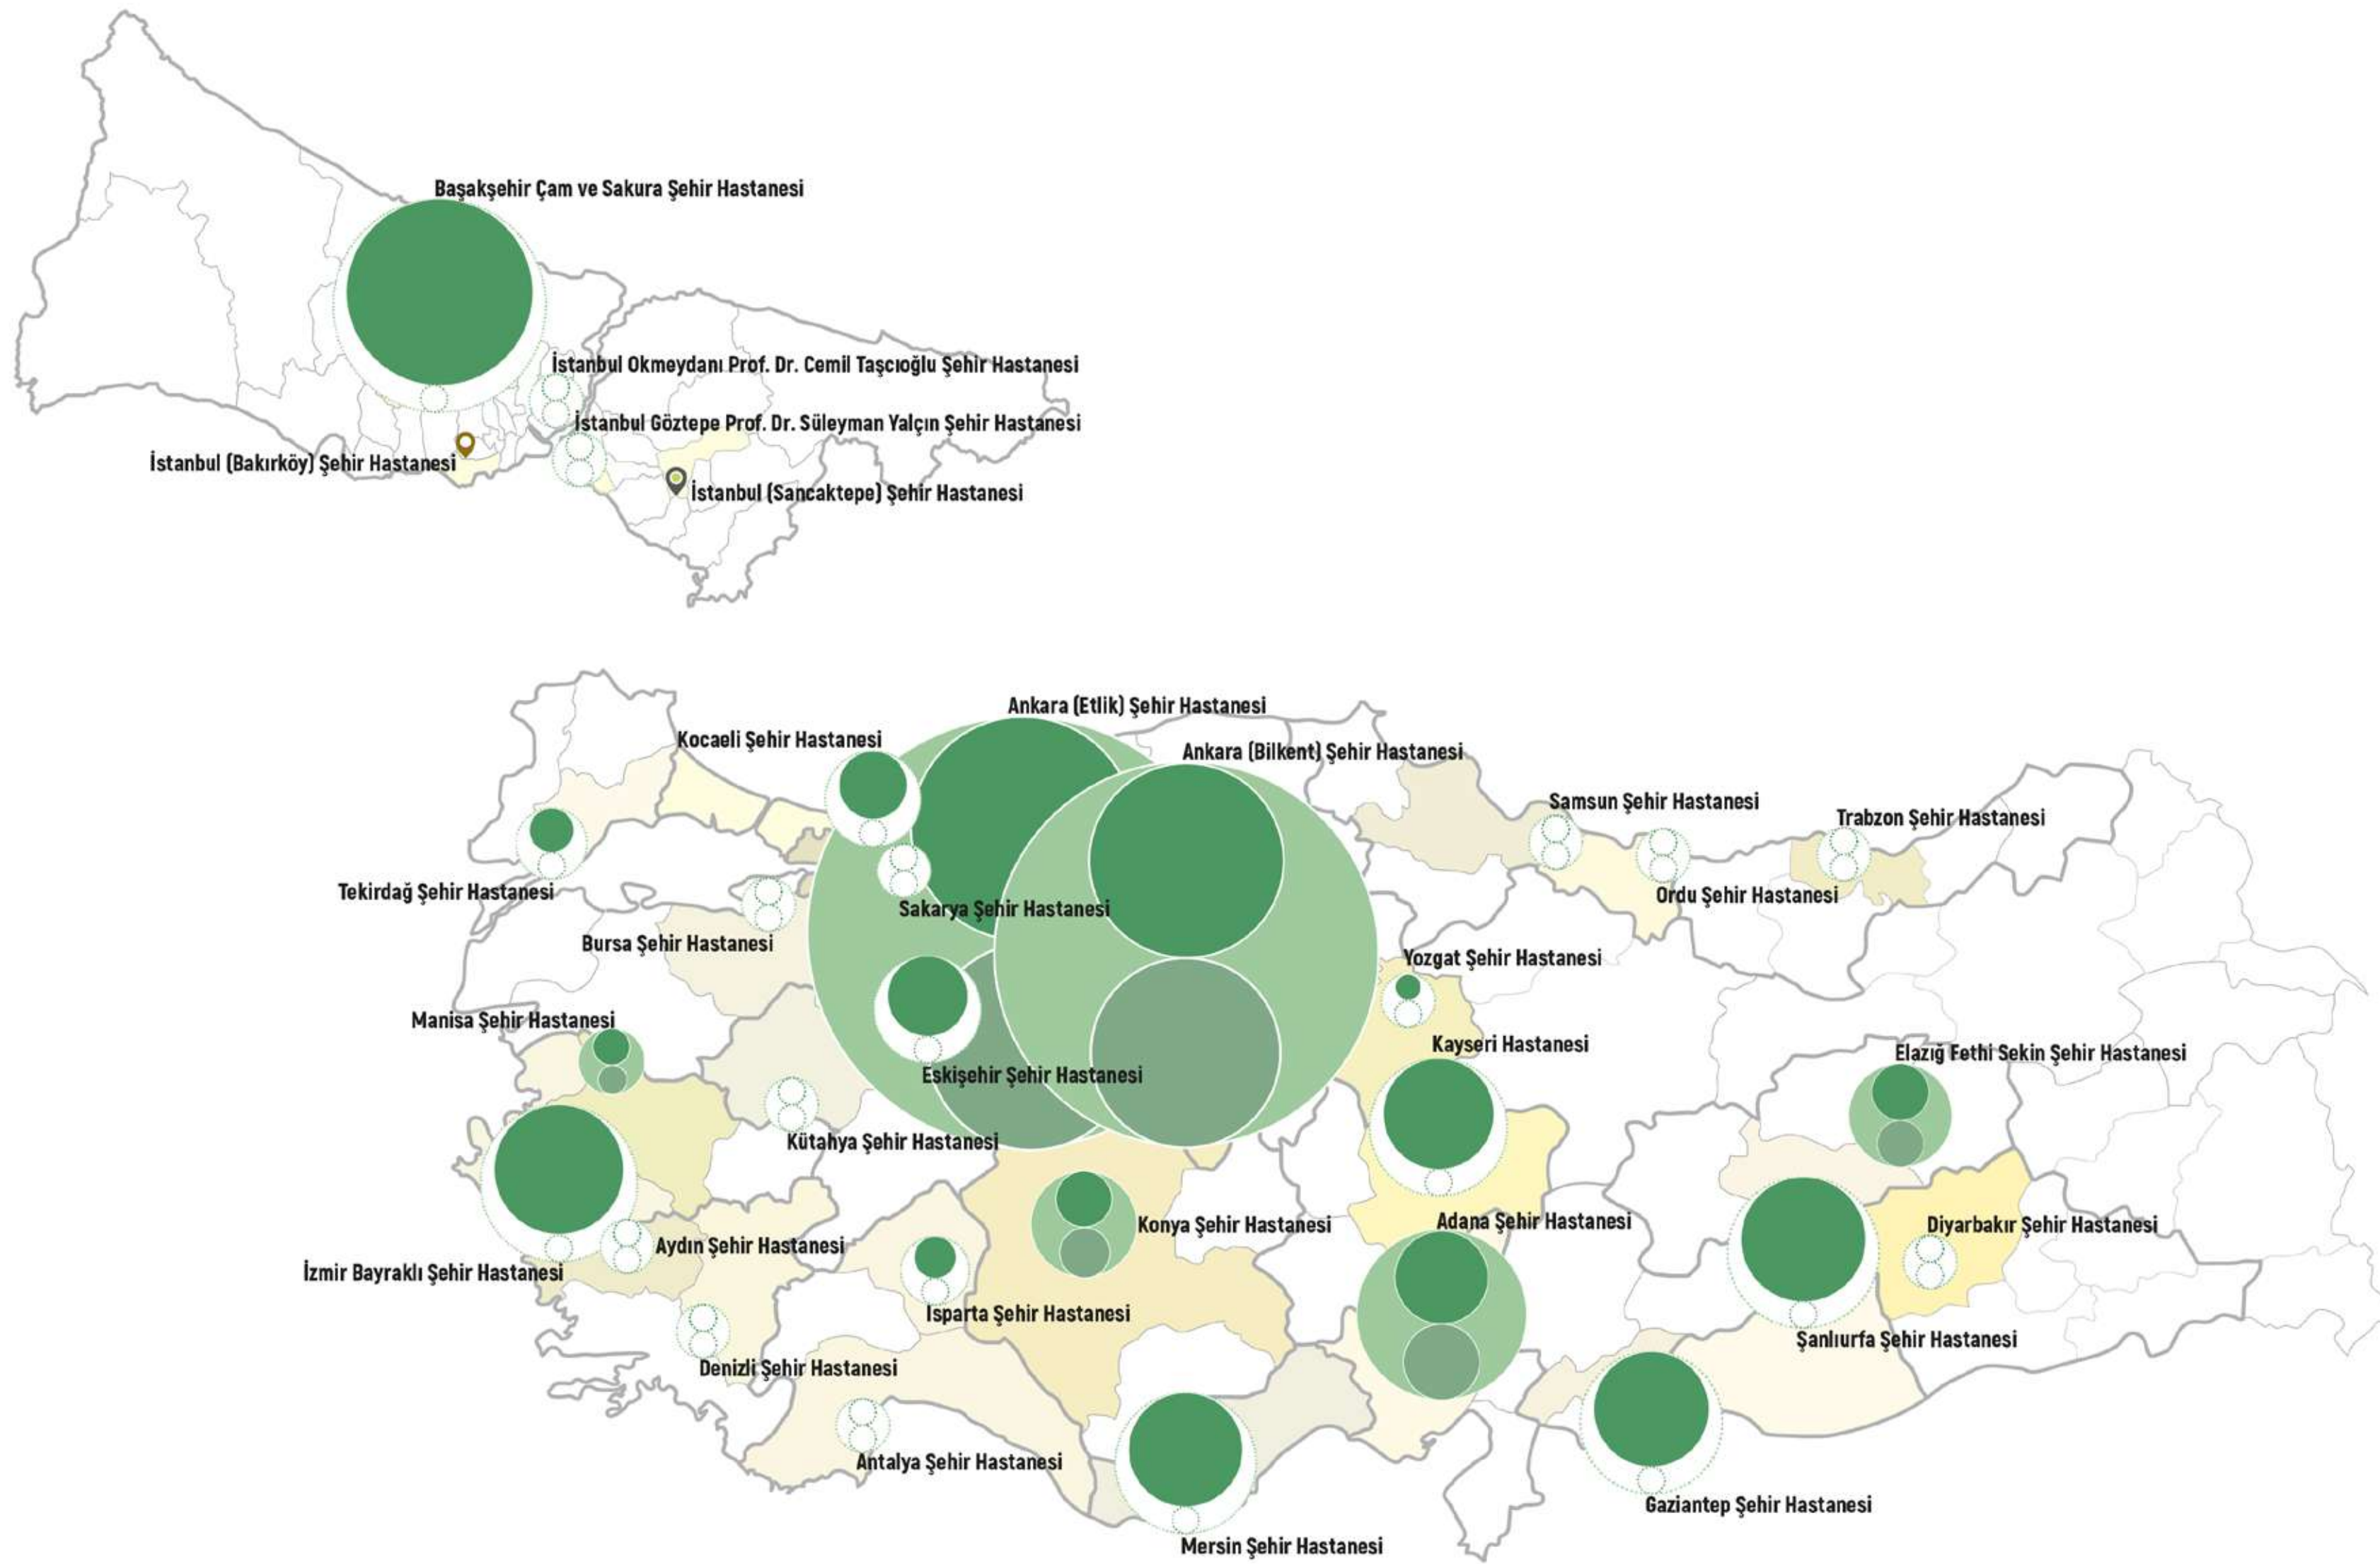 Başakşehir Çam ve Sakura Şehir Hastanesi
İstanbul Okmeydanı Prof. Dr. Cemil Taşcıoğlu Şehir Hastanesi
İstanbul Göztepe Prof. Dr. Süleyman Yalçın Şehir Hastanesi
İstanbul (Bakırköy) Şehir Hastanesi
İstanbul (Sancaktepe) Şehir Hastanesi
Ankara (Etlik) Şehir Hastanesi
Kocaeli Şehir Hastanesi
Ankara (Bilkent) Şehir Hastanesi
Samsun Şehir Hastanesi
Trabzon Şehir Hastanesi
Tekirdağ Şehir Hastanesi
Ordu Şehir Hastanesi
Sakarya Şehir Hastanesi
Bursa Şehir Hastanesi
Yozgat Şehir Hastanesi
Manisa Şehir Hastanesi
Kayseri Hastanesi
Elazığ Fethi Sekin Şehir Hastanesi
Eskişehir Şehir Hastanesi
Kütahya Şehir Hastanesi
Konya Şehir Hastanesi
Adana Şehir Hastanesi
Diyarbakır Şehir Hastanesi
Aydın Şehir Hastanesi
İzmir Bayraklı Şehir Hastanesi
Isparta Şehir Hastanesi
Şanlıurfa Şehir Hastanesi
Denizli Şehir Hastanesi
Antalya Şehir Hastanesi
Gaziantep Şehir Hastanesi
Mersin Şehir Hastanesi